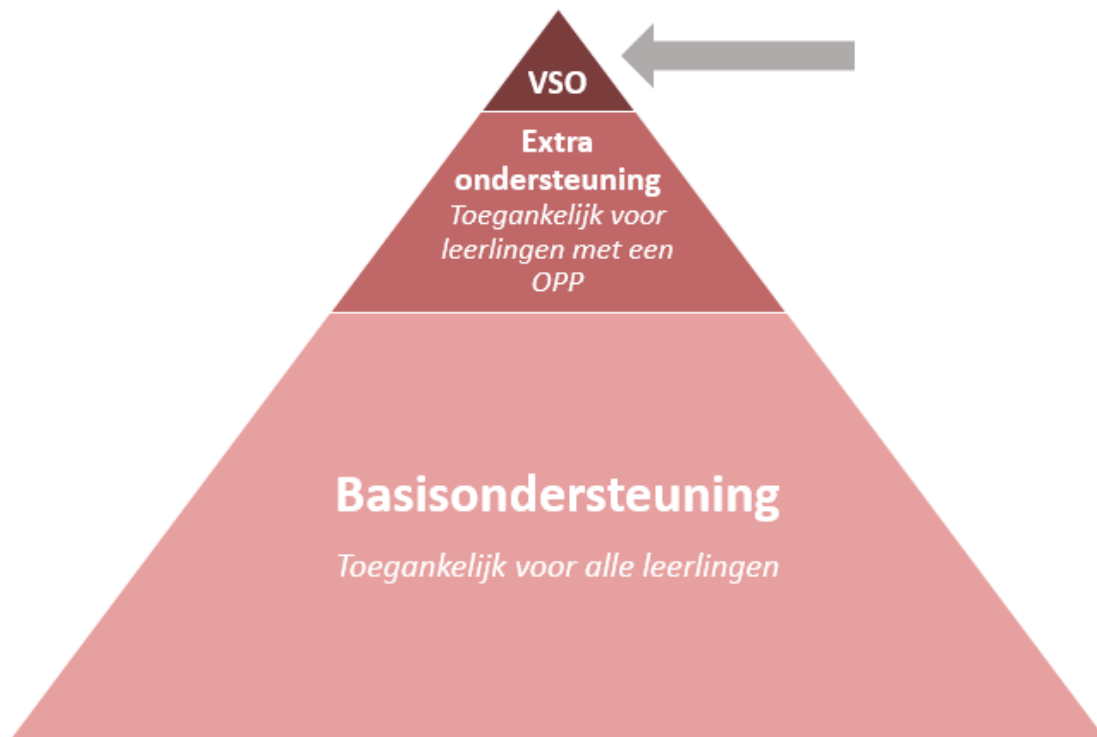 VSO
Extra
ondersteuning
Toegankelijk voor
leerlingen met een
OPP
Basisondersteuning
Toegankelijk voor alle leerlingen